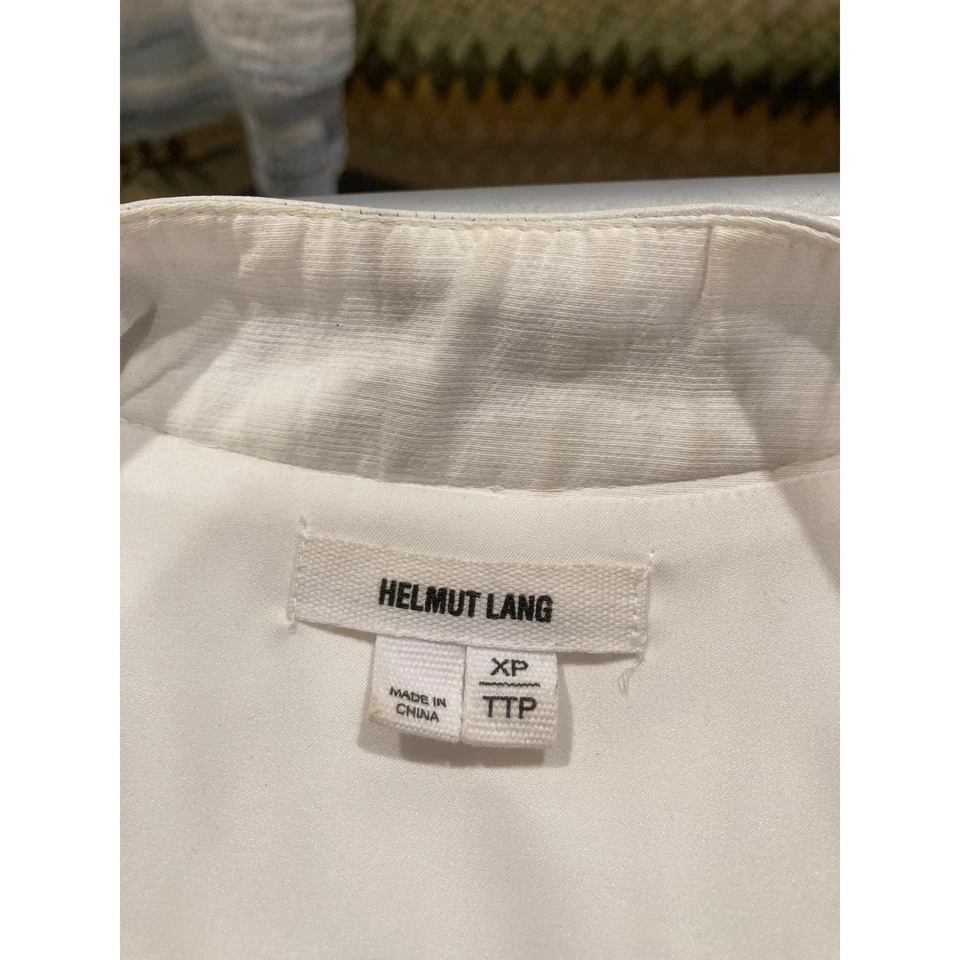 HELMUT LANG
MADE IN
CHINA
XP
TTP